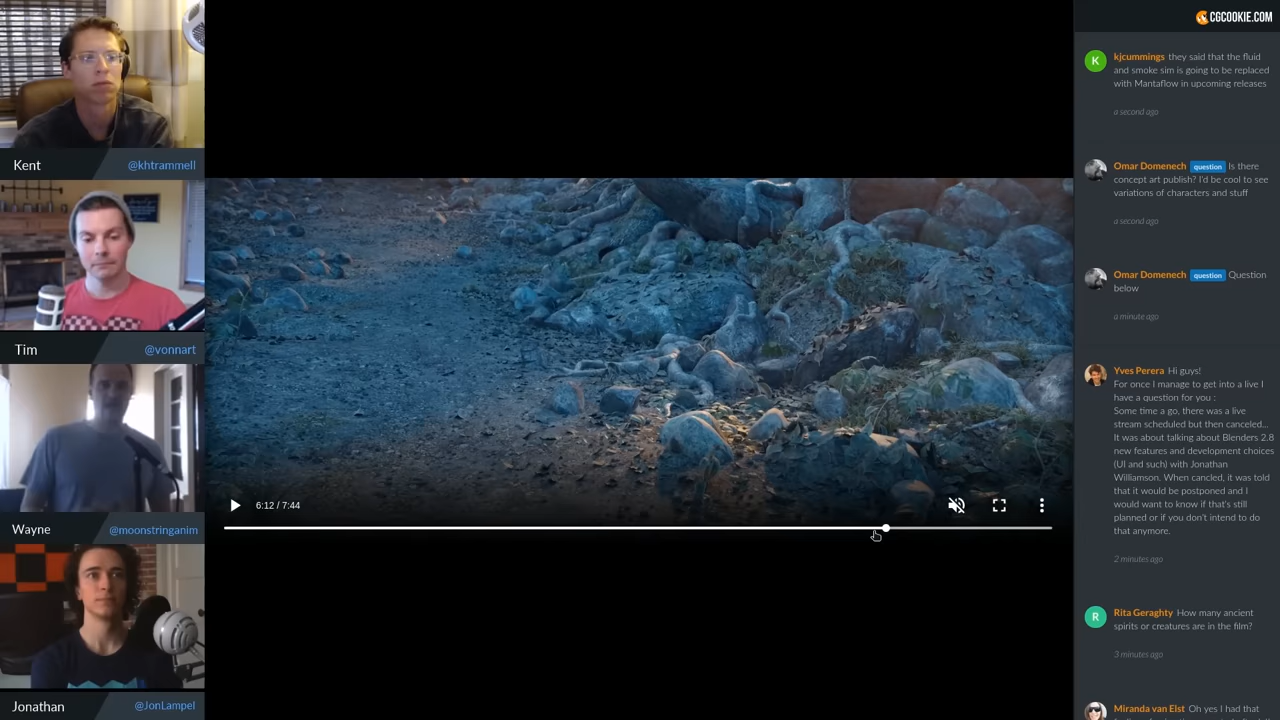 CGCOOKIE.COM
Kent
@khtrammell
Tim
@vonnart
Wayne
@moonstringanim
Jonathan
@JonLampel
6:12 / 7:44
K
kjcummings they said that the fluid
and smoke sim is going to be replaced
with Mantaflow in upcoming releases
a second ago
Omar Domenech question Is there
concept art publish? I'd be cool to see
variations of characters and stuff
a second ago
Omar Domenech question Question
below
a minute ago
Yves Perera Hi guys!
For once I manage to get into a live I
have a question for you :
Some time a go, there was a live
stream scheduled but then canceled...
It was about talking about Blenders 2.8
new features and development choices
(UI and such) with Jonathan
Williamson. When cancled, it was told
that it would be postponed and I
would want to know if that's still
planned or if you don't intend to do
that anymore.
2 minutes ago
R
Rita Geraghty How many ancient
spirits or creatures are in the film?
3 minutes ago
Miranda van Elst Oh yes I had that